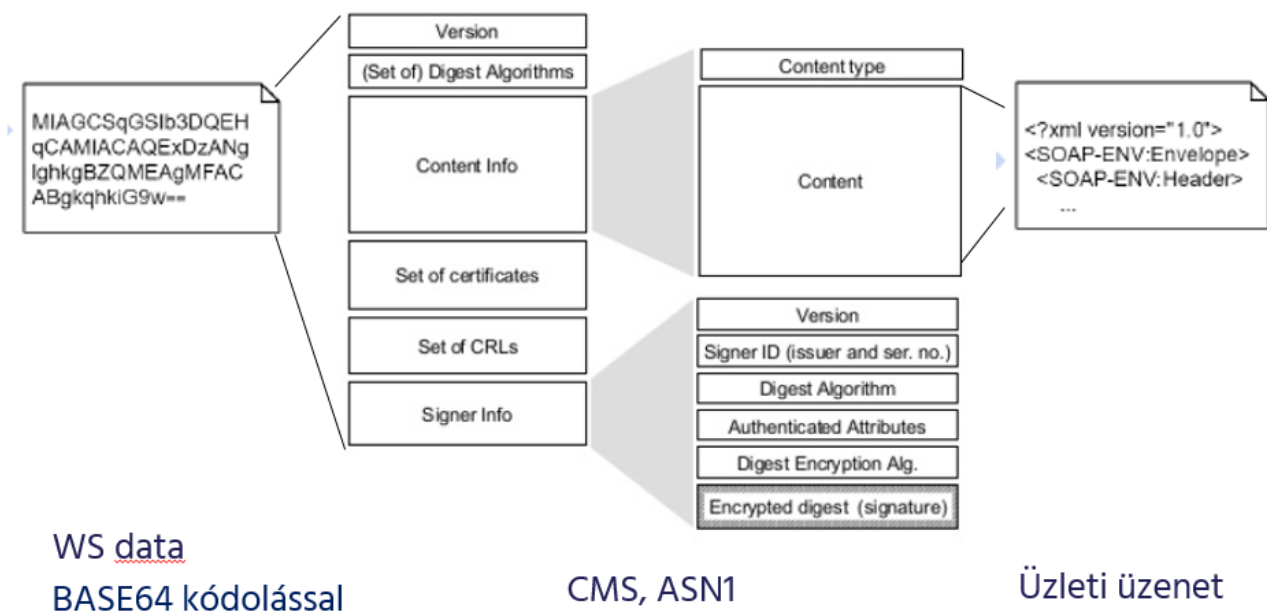 MIAGCSqGSIb3DQEH
qCAMIACAQExDzANg
lghkgBZQMEAgMFAC
ABgkqhkiG9w==
Version
(Set of) Digest Algorithms
Content Info
Set of certificates
Set of CRLs
Signer Info
Content type
Content
Version
Signer ID (issuer and ser. no.)
Digest Algorithm
Authenticated Attributes
Digest Encryption Alg.
Encrypted digest (signature)
<?xml version="1.0">
<SOAP-ENV:Envelope>
<SOAP-ENV:Header>
...
WS data
BASE64 kódolással
CMS, ASN1
Üzleti üzenet